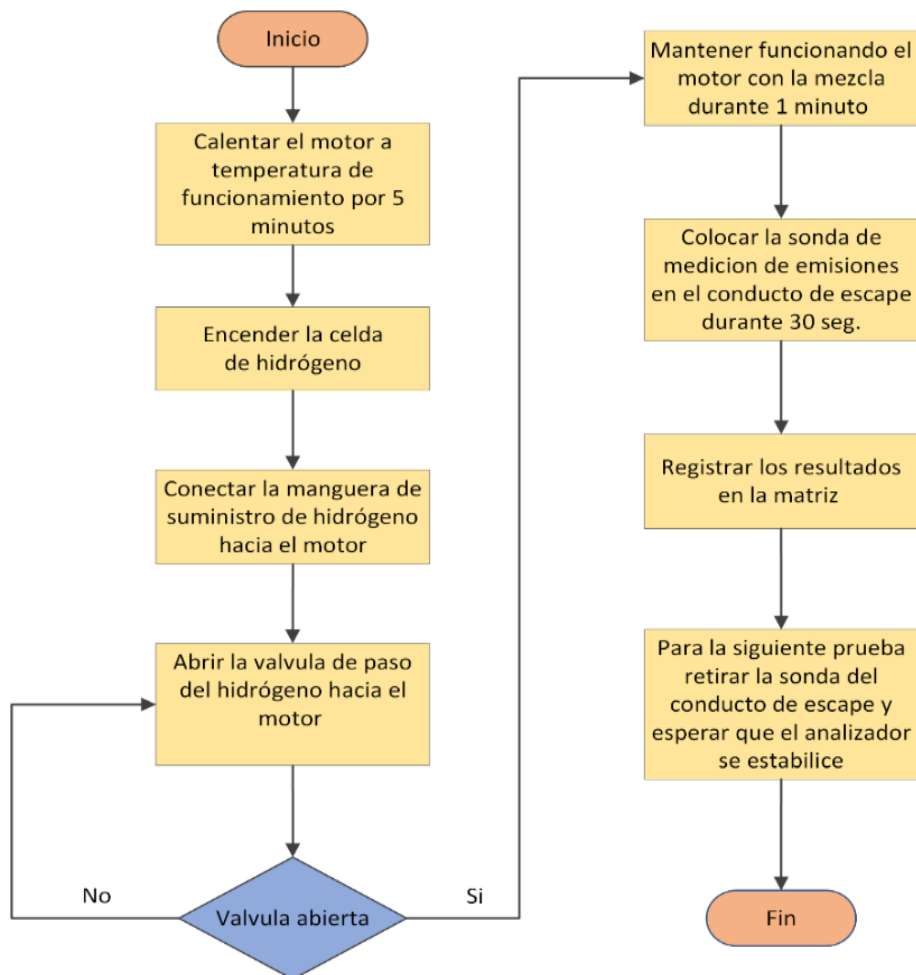 Inicio
Calentar el motor a
temperatura de
funcionamiento por 5
minutos
Encender la celda
de hidrógeno
Conectar la manguera de
suministro de hidrógeno
hacia el motor
Abrir la valvula de paso
del hidrógeno hacia el
motor
Valvula abierta
No
Si
Mantener funcionando el
motor con la mezcla
durante 1 minuto
Colocar la sonda de
medicion de emisiones
en el conducto de escape
durante 30 seg.
Registrar los resultados
en la matriz
Para la siguiente prueba
retirar la sonda del
conducto de escape y
esperar que el analizador
se estabilice
Fin